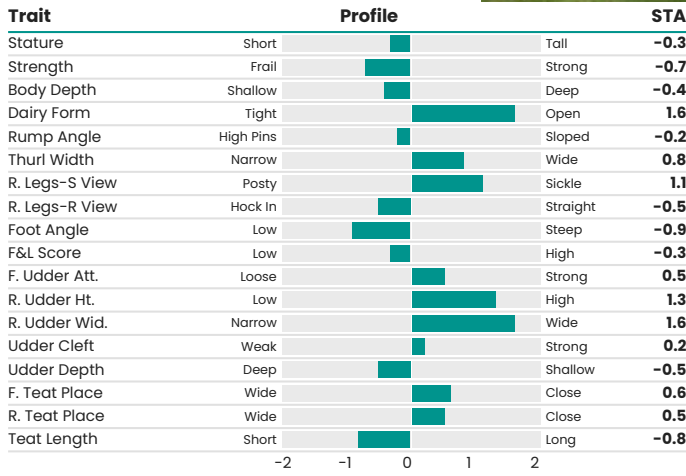 Trait Profile STA
Stature Short Tall -0.3
Strength Frail Strong -0.7
Body Depth Shallow Deep -0.4
Dairy Form Tight Open 1.6
Rump Angle High Pins Sloped -0.2
Thurl Width Narrow Wide 0.8
R. Legs-S View Posty Sickle 1.1
R. Legs-R View Hock In Straight -0.5
Foot Angle Low Steep -0.9
F&L Score Low High -0.3
F. Udder Att. Loose Strong 0.5
R. Udder Ht. Low High 1.3
R. Udder Wid. Narrow Wide 1.6
Udder Cleft Weak Strong 0.2
Udder Depth Deep Shallow -0.5
F. Teat Place Wide Close 0.6
R. Teat Place Wide Close 0.5
Teat Length Short Long -0.8
-2 -1 0 1 2